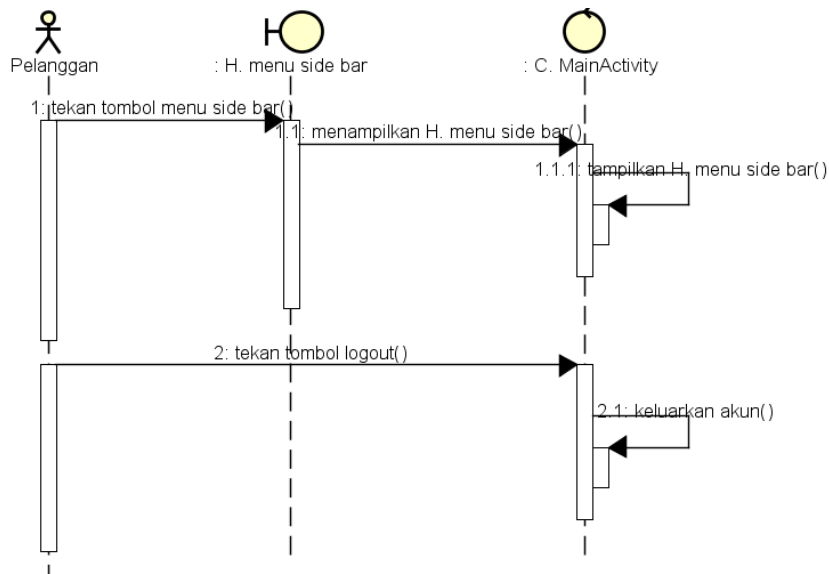 Pelanggan
: H. menu side bar
: C. MainActivity
1: tekan tombol menu side bar()
1.1: menampilkan H. menu side bar()
1.1.1: tampilkan H. menu side bar()
2: tekan tombol logout()
2.1: keluarkan akun()